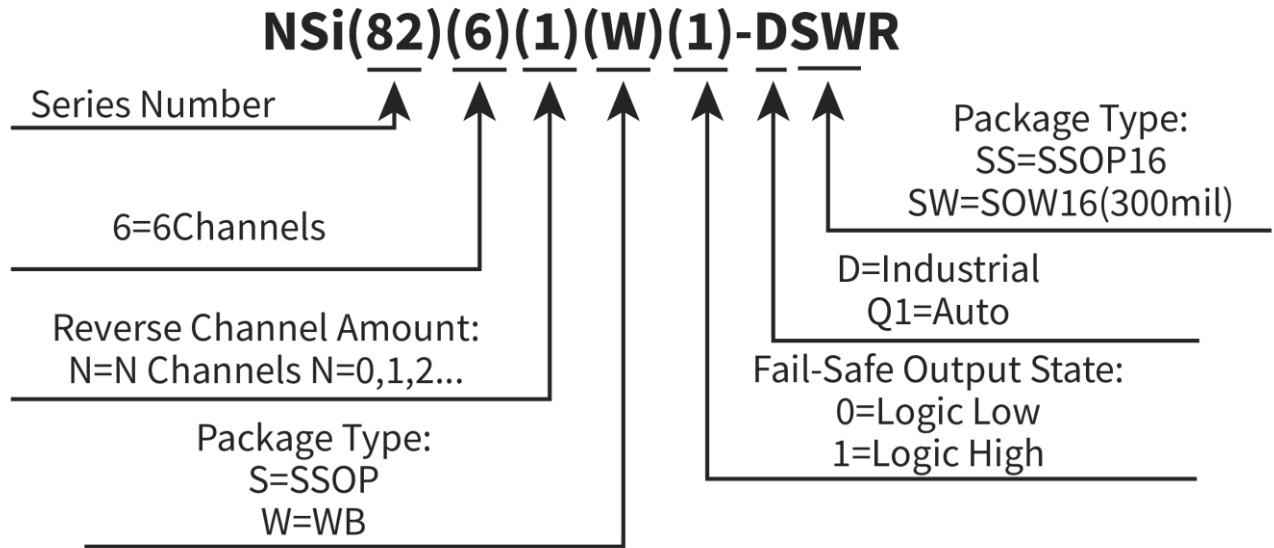 NSi(82)(6)(1)(W)(1)-DSWR
Series Number
Package Type:
SS=SSOP16
SW=SOW16(300mil)
6=6Channels
D=Industrial
Q1=Auto
Reverse Channel Amount:
N=N Channels N=0,1,2...
Fail-Safe Output State:
0=Logic Low
1=Logic High
Package Type:
S=SSOP
W=WB